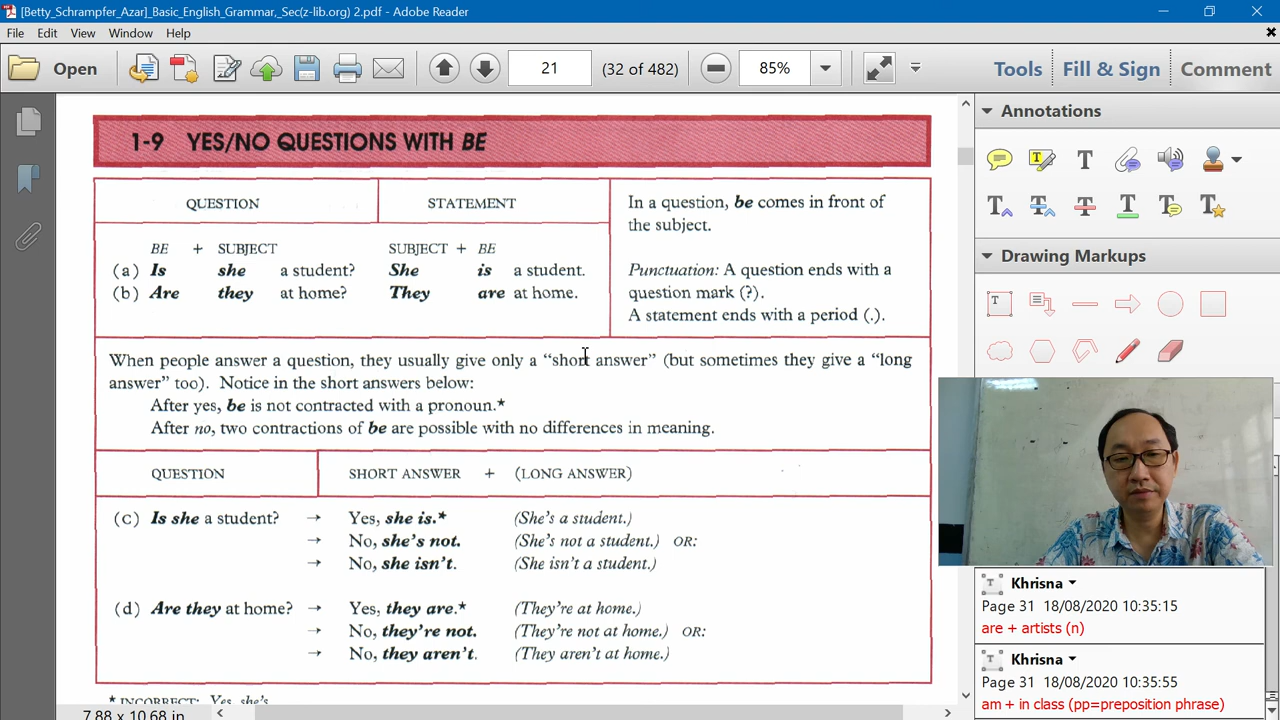 [Betty_Schrampfer_Azar]_Basic_English_Grammar,_Sec(z-lib.org) 2.pdf - Adobe Reader
File Edit View Window Help
Open 21 (32 of 482) 85% Tools Fill & Sign Comment
Annotations
Drawing Markups
1-9 YES/NO QUESTIONS WITH BE
QUESTION STATEMENT
BE + SUBJECT SUBJECT + BE
(a) Is she a student? She is a student.
(b) Are they at home? They are at home.
In a question, be comes in front of
the subject.
Punctuation: A question ends with a
question mark (?).
A statement ends with a period (.).
When people answer a question, they usually give only a “short answer” (but sometimes they give a “long
answer” too). Notice in the short answers below:
After yes, be is not contracted with a pronoun.*
After no, two contractions of be are possible with no differences in meaning.
QUESTION SHORT ANSWER + (LONG ANSWER)
(c) Is she a student? → Yes, she is.* (She's a student.)
→ No, she's not. (She's not a student.) OR:
→ No, she isn't. (She isn't a student.)
(d) Are they at home? → Yes, they are.* (They're at home.)
→ No, they're not. (They're not at home.) OR:
→ No, they aren't. (They aren't at home.)
* INCORRECT: Yes, she's.
7.88 x 10.68 in
Khrisna
Page 31 18/08/2020 10:35:15
are + artists (n)
Khrisna
Page 31 18/08/2020 10:35:55
am + in class (pp=preposition phrase)